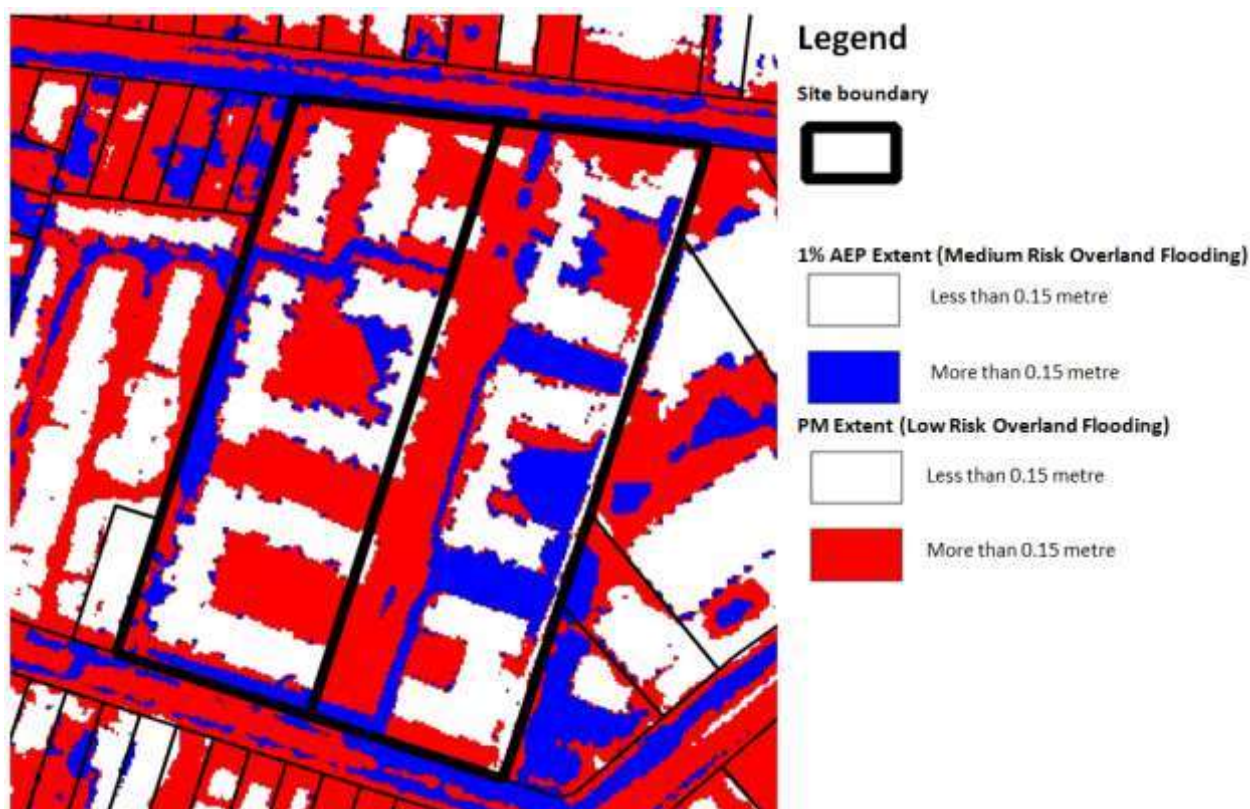 Legend
Site boundary
1% AEP Extent (Medium Risk Overland Flooding)
Less than 0.15 metre
More than 0.15 metre
PM Extent (Low Risk Overland Flooding)
Less than 0.15 metre
More than 0.15 metre